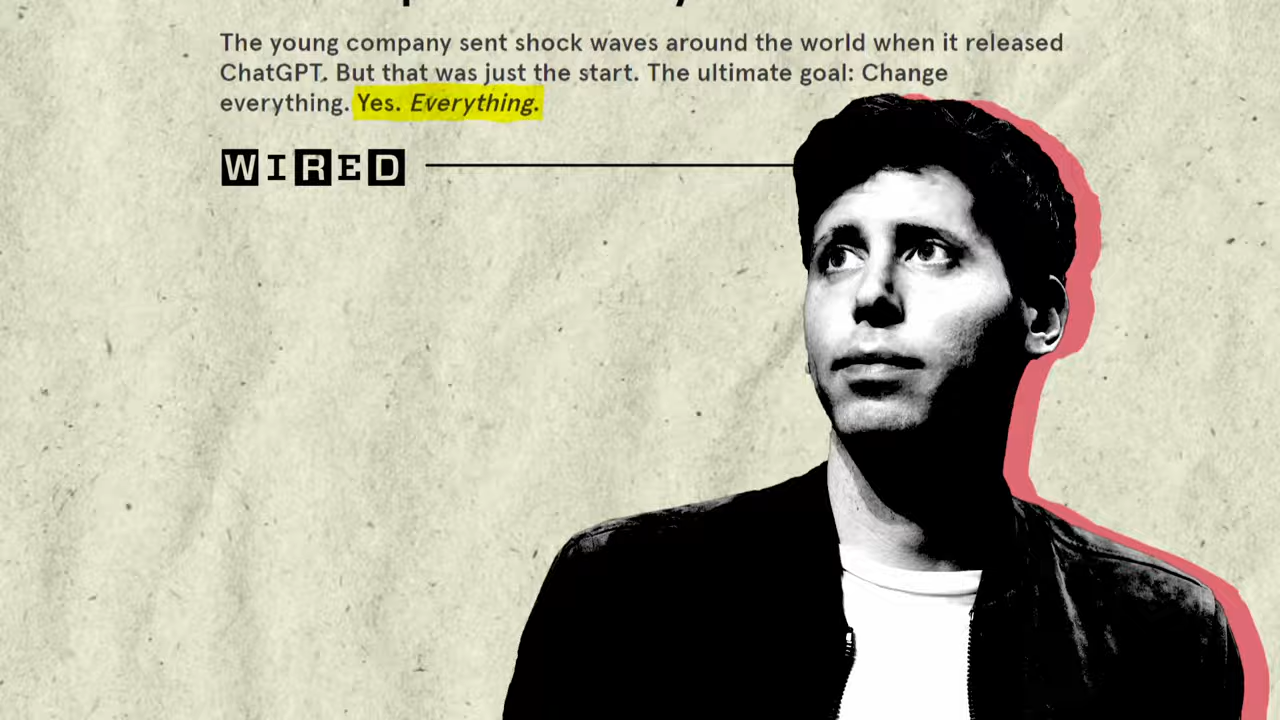 The young company sent shock waves around the world when it released
ChatGPT. But that was just the start. The ultimate goal: Change
everything. Yes. Everything.
WIRED